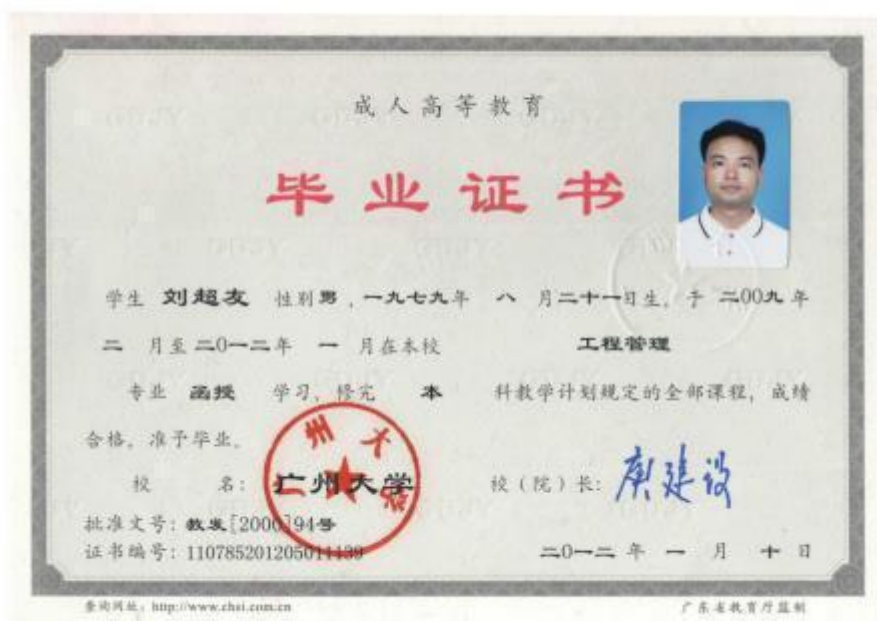 成人高等教育
毕业证书
学生 刘超友 性别 男 , 一九七九年 八 月二十一日生, 于 二00九 年
二 月至 二0一二年 一 月在本校 工程管理
专业 函授 学习, 修完 本 科教学计划规定的全部课程, 成绩
合格, 准予毕业。
校 名: 广州大学 校(院)长: 庾建设
批准文号: 教发[2000]94号
证书编号: 110785201205011139
二0一二 年 一 月 十 日
查询网址: http://www.chsi.com.cn 广东省教育厅监制